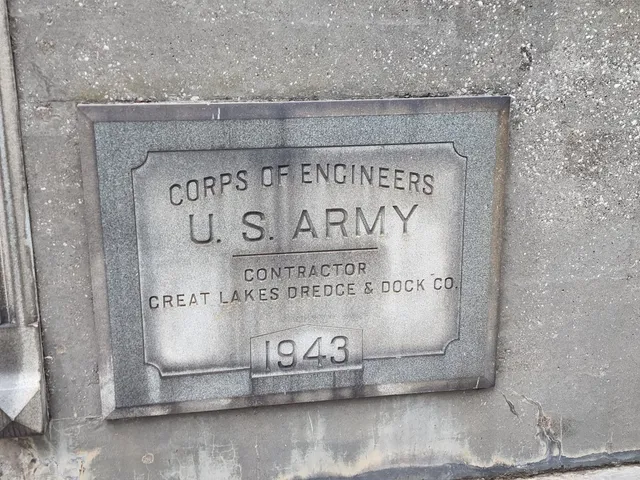 CORPS OF ENGINEERS
U. S. ARMY
CONTRACTOR
GREAT LAKES DREDGE & DOCK CO.
1943